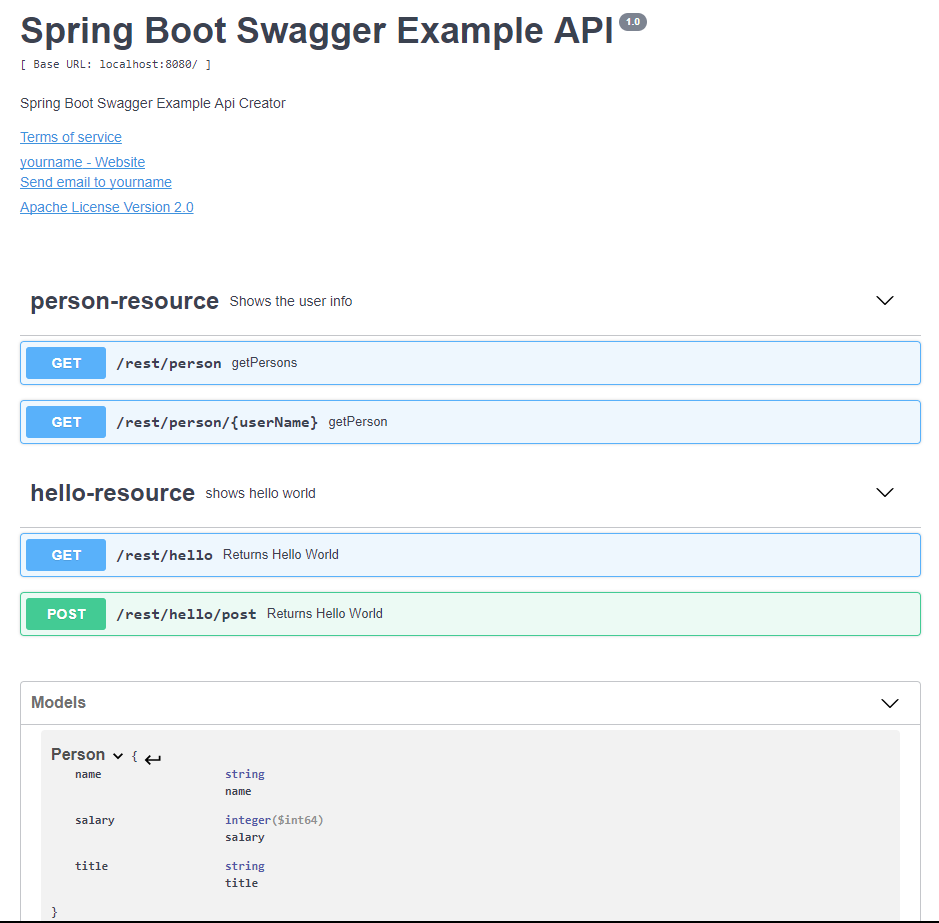 Spring Boot Swagger Example API 1.0
[ Base URL: localhost:8080/ ]
Spring Boot Swagger Example Api Creator
Terms of service
yourname - Website
Send email to yourname
Apache License Version 2.0
person-resource Shows the user info
GET /rest/person getPersons
GET /rest/person/{userName} getPerson
hello-resource shows hello world
GET /rest/hello Returns Hello World
POST /rest/hello/post Returns Hello World
Models
Person {
name string
name
salary integer($int64)
salary
title string
title
}